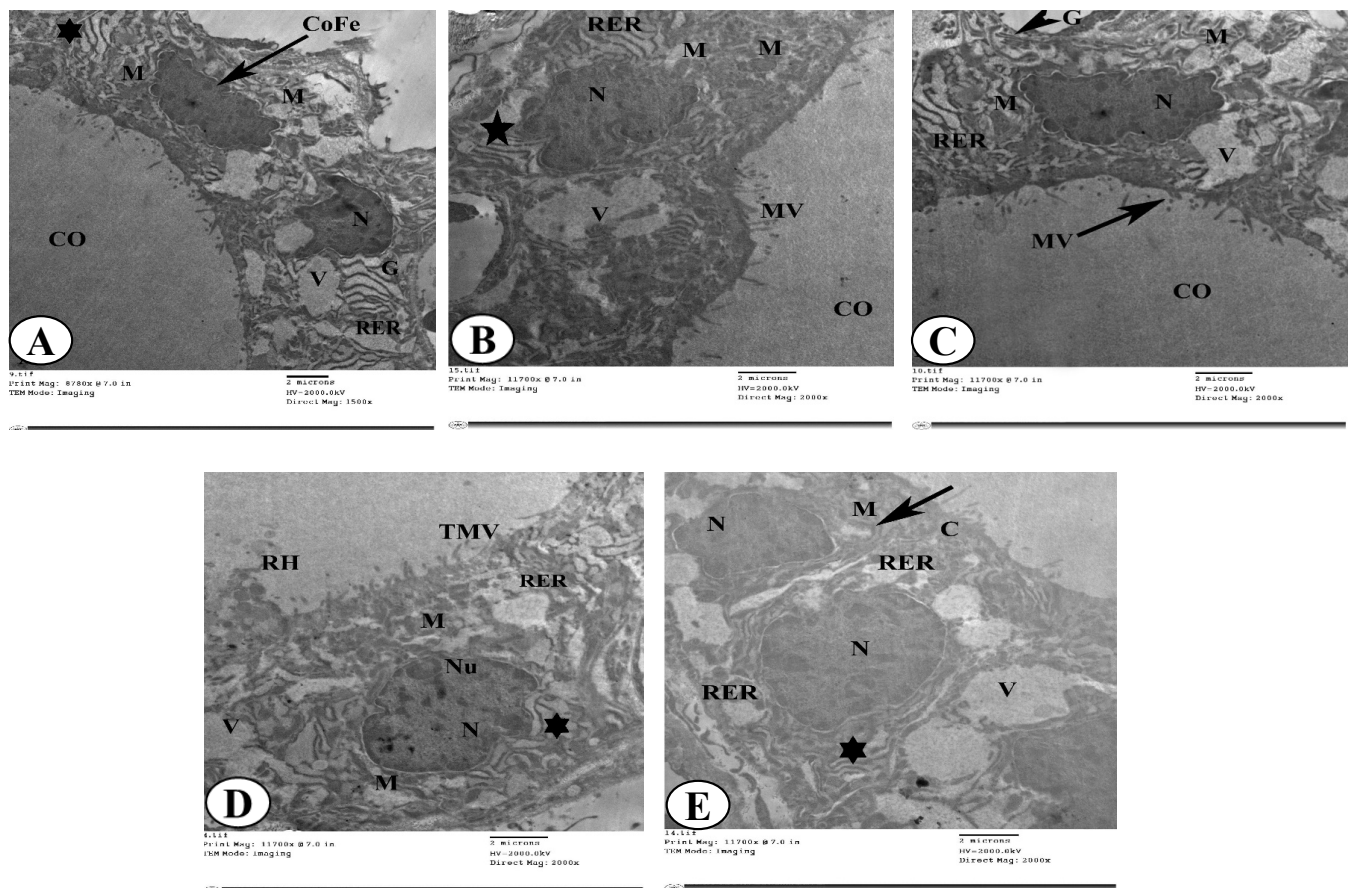 CoFe
M
M
N
CO
V
G
RER
A
9.tif
Print Mag: 8780x @ 7.0 in
TEM Mode: Imaging
2 microns
HV=2000.0kV
Direct Mag: 1500x
RER
M
M
N
V
MV
CO
B
15.tif
Print Mag: 11700x @ 7.0 in
TEM Mode: Imaging
2 microns
HV=2000.0kV
Direct Mag: 2000x
G
M
M
N
RER
V
MV
CO
C
10.tif
Print Mag: 11700x @ 7.0 in
TEM Mode: Imaging
2 microns
HV=2000.0kV
Direct Mag: 2000x
TMV
RH
RER
M
Nu
V
N
M
D
4.tif
Print Mag: 11700x @ 7.0 in
TEM Mode: Imaging
2 microns
HV=2000.0kV
Direct Mag: 2000x
N
M
C
RER
N
RER
V
E
14.tif
Print Mag: 11700x @ 7.0 in
TEM Mode: Imaging
2 microns
HV=2000.0kV
Direct Mag: 2000x